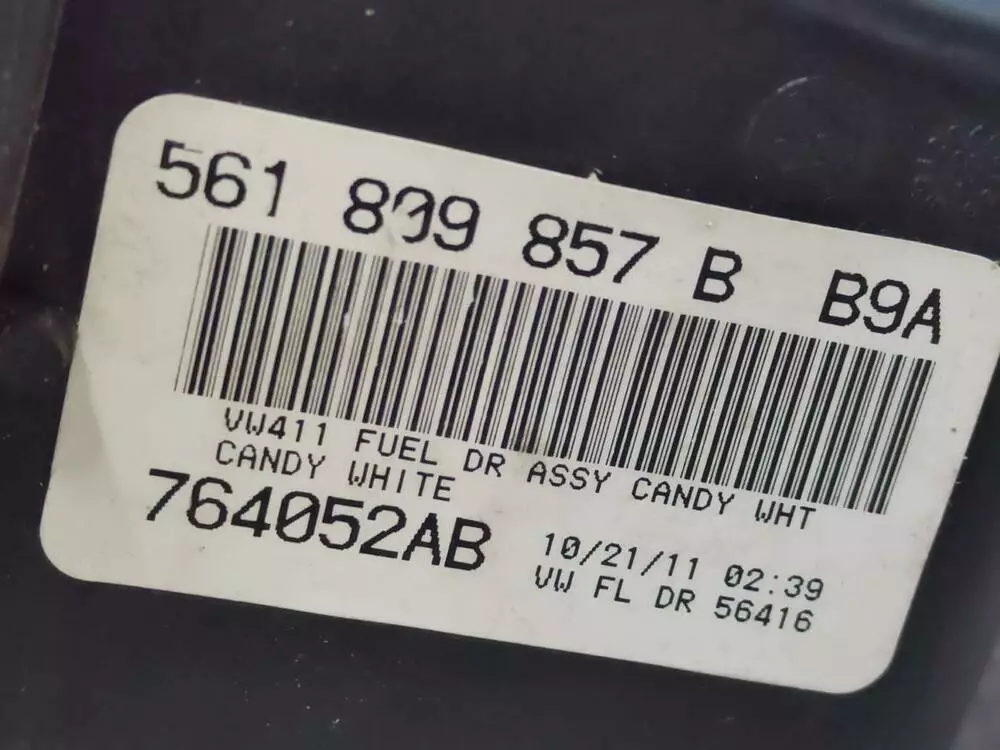 561 809 857 B B9A
VW411 FUEL DR ASSY CANDY WHT
CANDY WHITE
764052AB
10/21/11 02:39
VW FL DR 56416